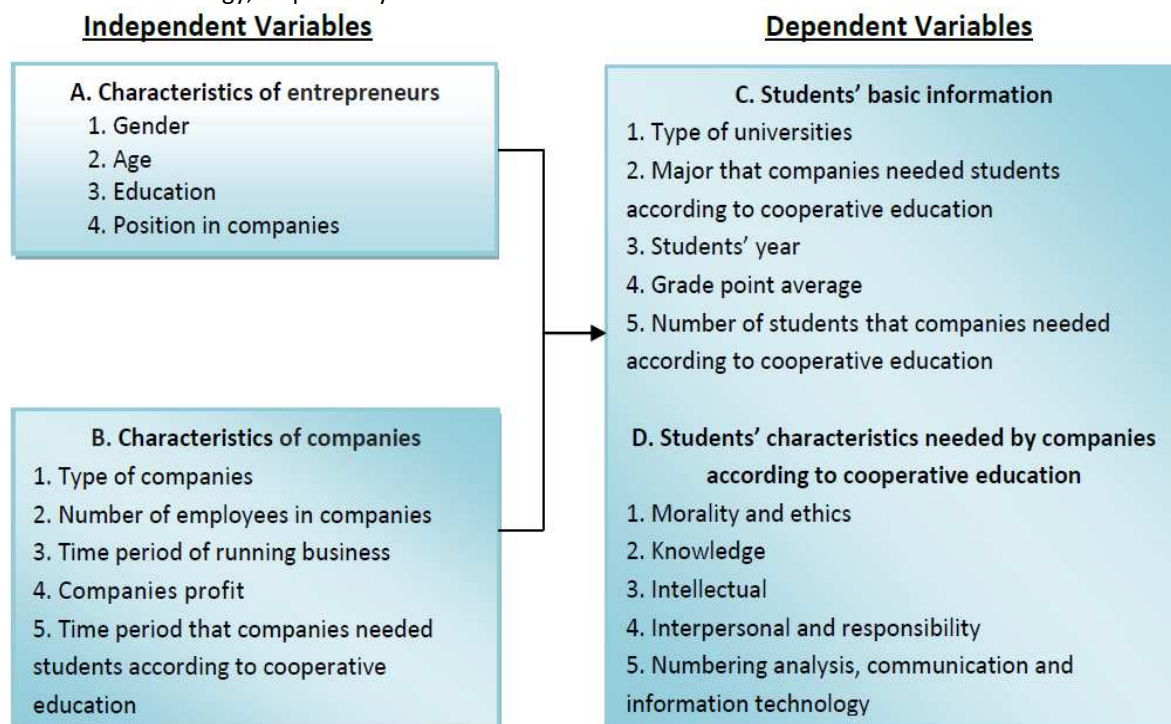 Independent Variables
A. Characteristics of entrepreneurs
1. Gender
2. Age
3. Education
4. Position in companies
B. Characteristics of companies
1. Type of companies
2. Number of employees in companies
3. Time period of running business
4. Companies profit
5. Time period that companies needed
students according to cooperative
education
Dependent Variables
C. Students’ basic information
1. Type of universities
2. Major that companies needed students
according to cooperative education
3. Students’ year
4. Grade point average
5. Number of students that companies needed
according to cooperative education
D. Students’ characteristics needed by companies
according to cooperative education
1. Morality and ethics
2. Knowledge
3. Intellectual
4. Interpersonal and responsibility
5. Numbering analysis, communication and
information technology